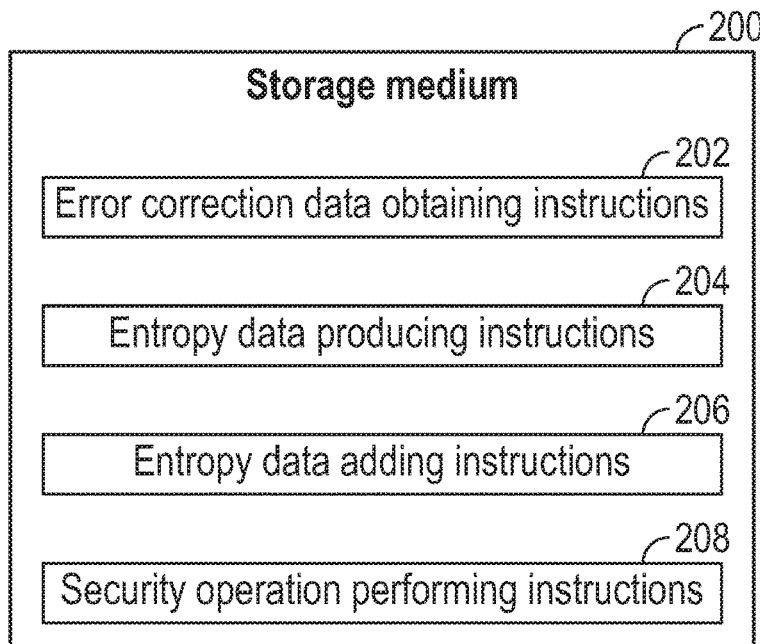 200
Storage medium
202
Error correction data obtaining instructions
204
Entropy data producing instructions
206
Entropy data adding instructions
208
Security operation performing instructions